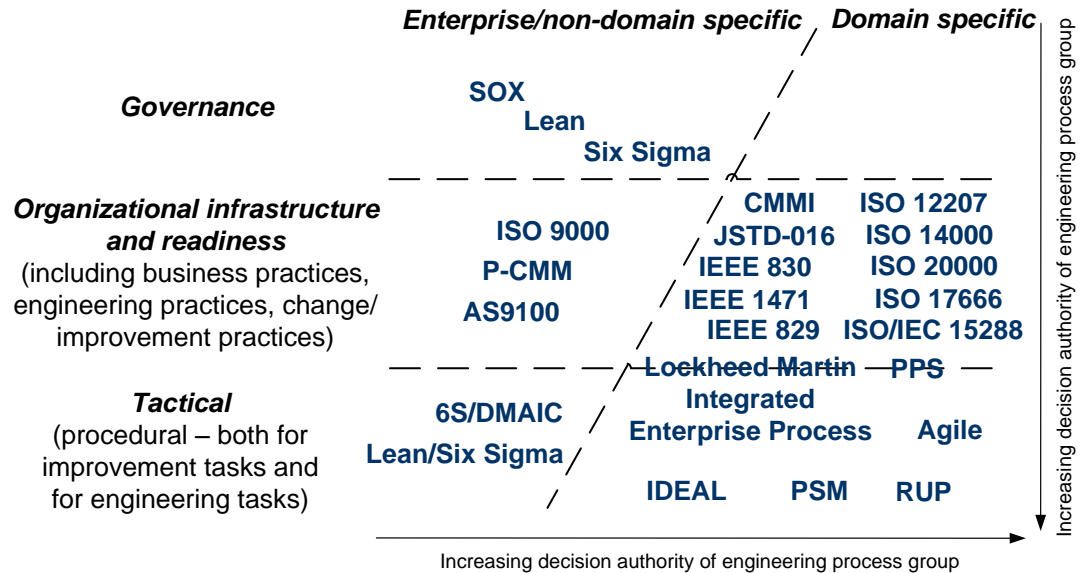 Enterprise/non-domain specific
Domain specific
Governance
SOX
Lean
Six Sigma
Organizational infrastructure
and readiness
(including business practices,
engineering practices, change/
improvement practices)
ISO 9000
P-CMM
AS9100
CMMI
ISO 12207
JSTD-016
ISO 14000
IEEE 830
ISO 20000
IEEE 1471
ISO 17666
IEEE 829
ISO/IEC 15288
Tactical
(procedural – both for
improvement tasks and
for engineering tasks)
6S/DMAIC
Lean/Six Sigma
Lockheed Martin
Integrated
Enterprise Process
PPS
Agile
IDEAL
PSM
RUP
Increasing decision authority of engineering process group
Increasing decision authority of engineering process group